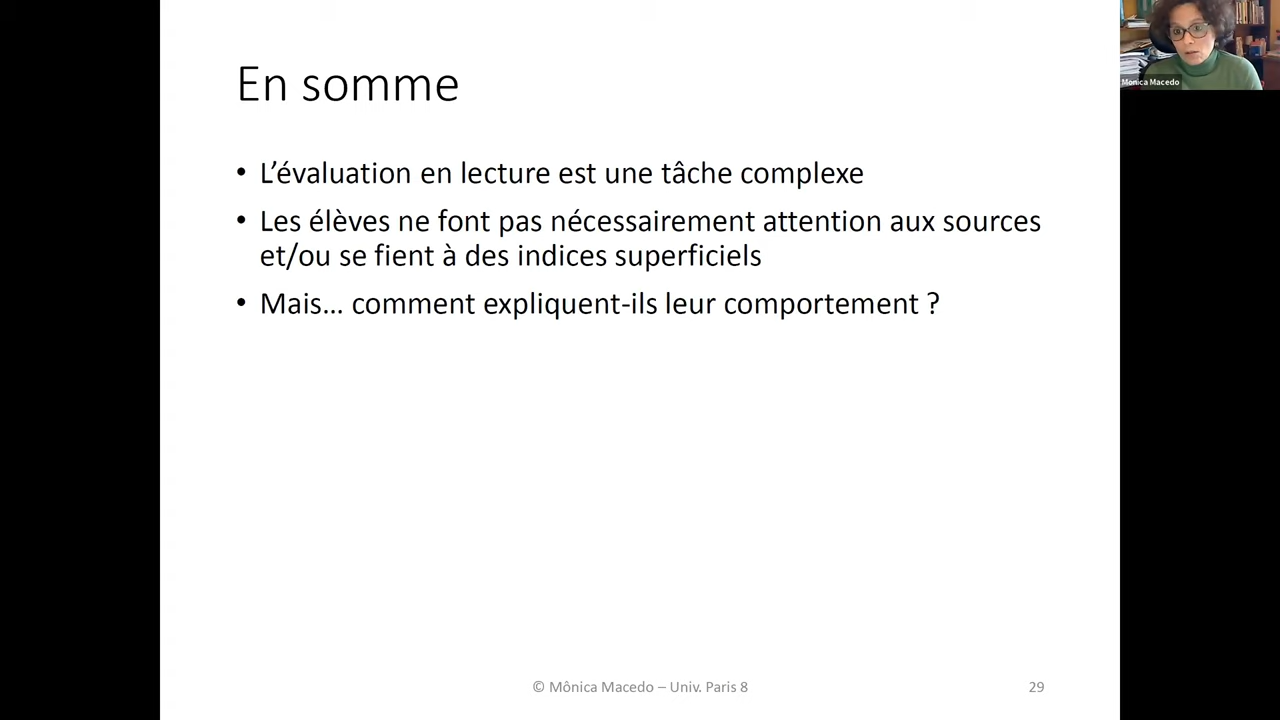 En somme
• L’évaluation en lecture est une tâche complexe
• Les élèves ne font pas nécessairement attention aux sources
et/ou se fient à des indices superficiels
• Mais… comment expliquent-ils leur comportement ?
© Mônica Macedo – Univ. Paris 8
29
Monica Macedo